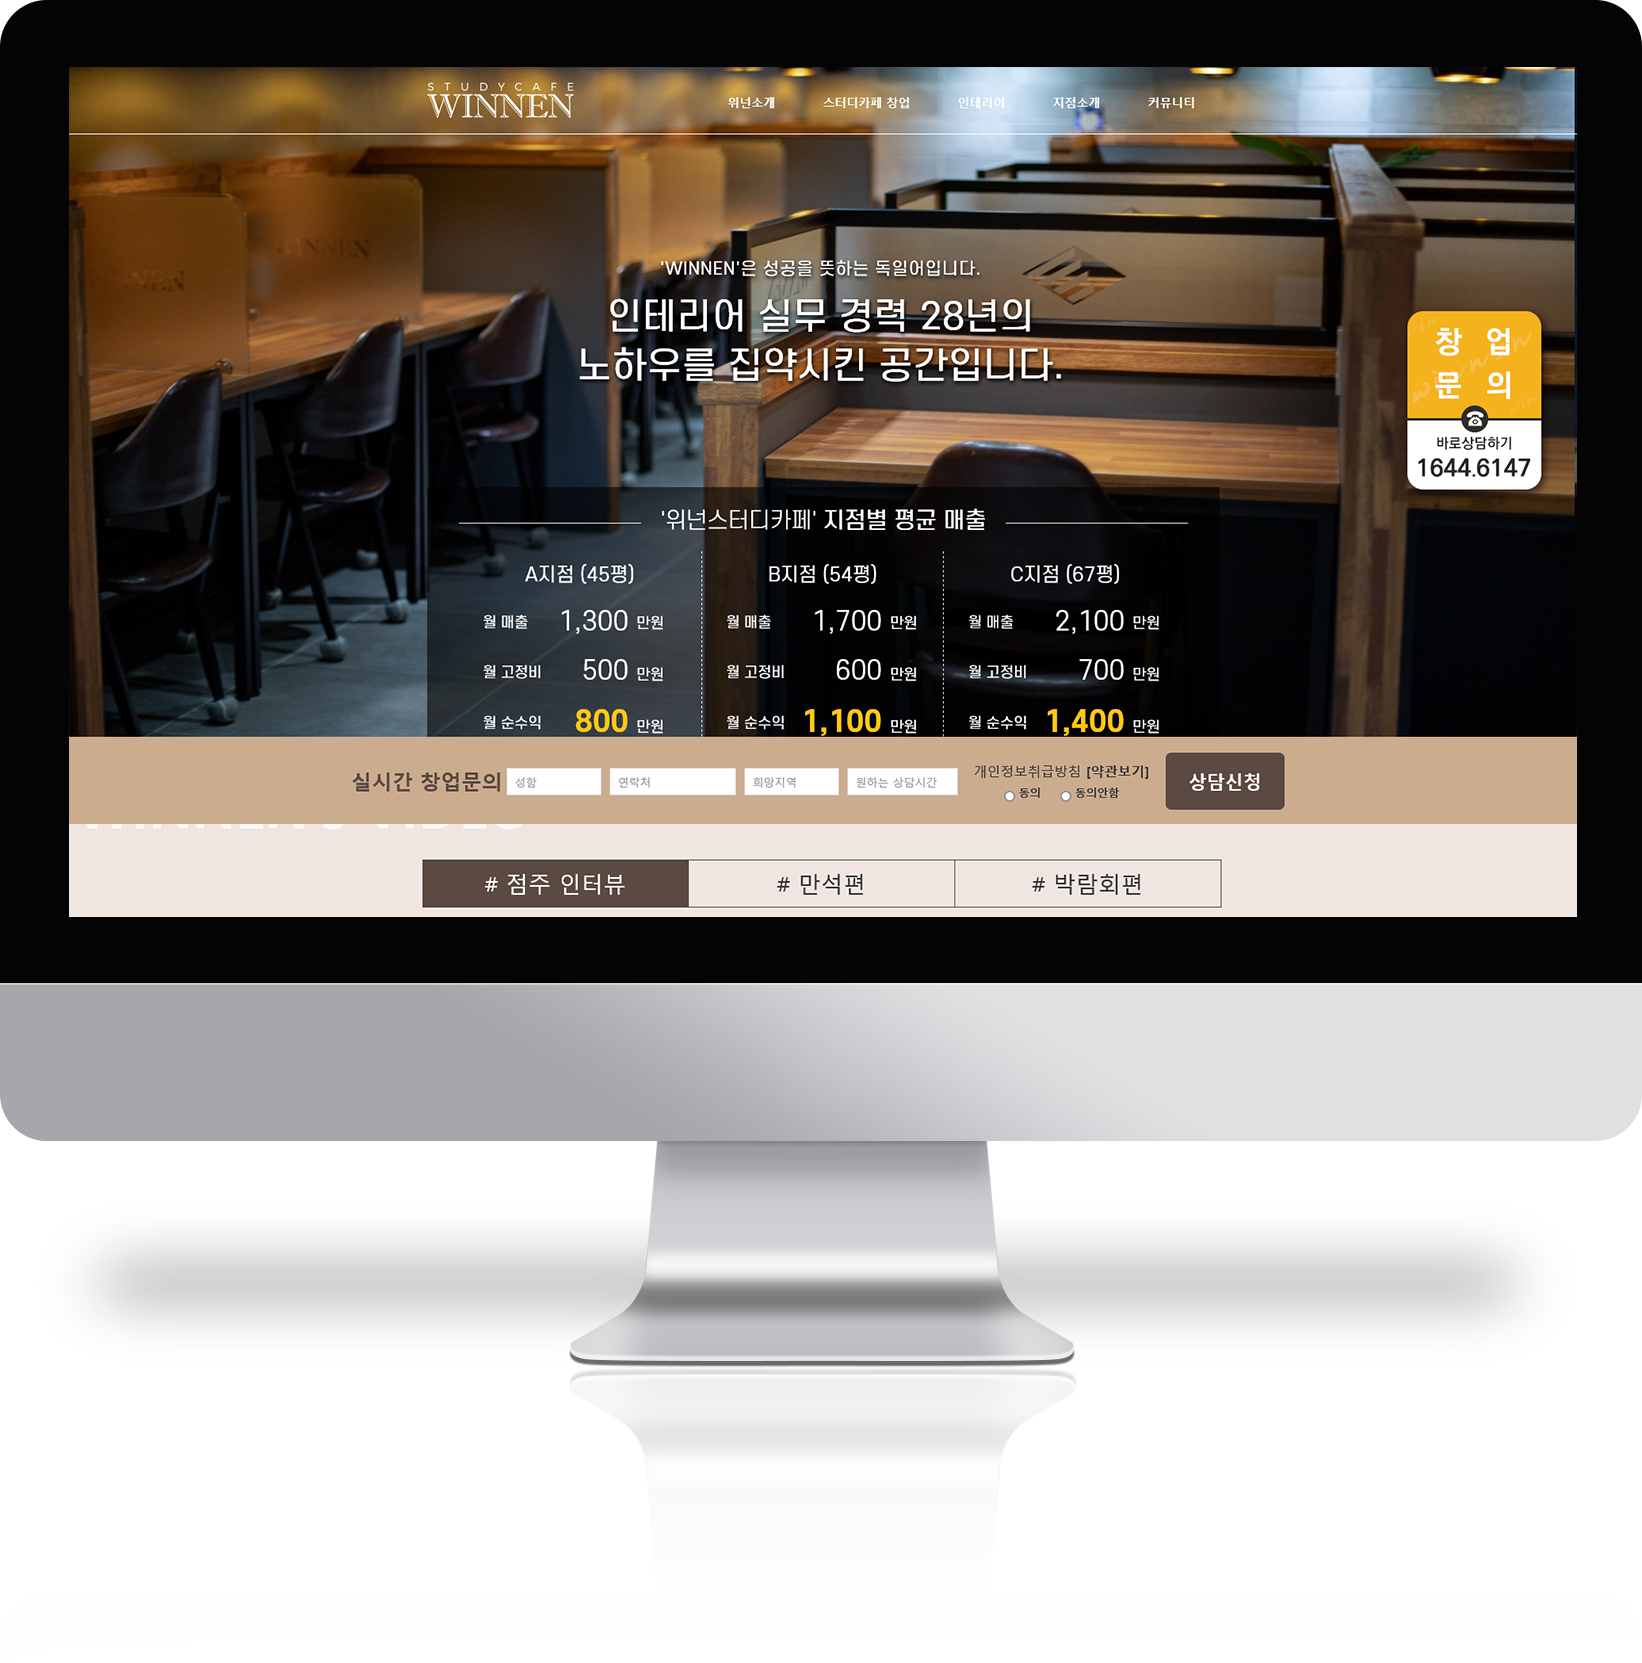 STUDYCAFE
WINNEN
위넌소개 스터디카페 창업 인테리어 지점소개 커뮤니티
WINNEN
'WINNEN'은 성공을 뜻하는 독일어입니다.
인테리어 실무 경력 28년의
노하우를 집약시킨 공간입니다.
창 업
문 의
바로상담하기
1644.6147
'위넌스터디카페' 지점별 평균 매출
A지점 (45평) B지점 (54평) C지점 (67평)
월 매출 1,300 만원 월 매출 1,700 만원 월 매출 2,100 만원
월 고정비 500 만원 월 고정비 600 만원 월 고정비 700 만원
월 순수익 800 만원 월 순수익 1,100 만원 월 순수익 1,400 만원
실시간 창업문의 성함 연락처 희망지역 원하는 상담시간 개인정보취급방침 [약관보기] 상담신청
동의 동의안함
WINNEN'S VIDEO
# 점주 인터뷰 # 만석편 # 박람회편